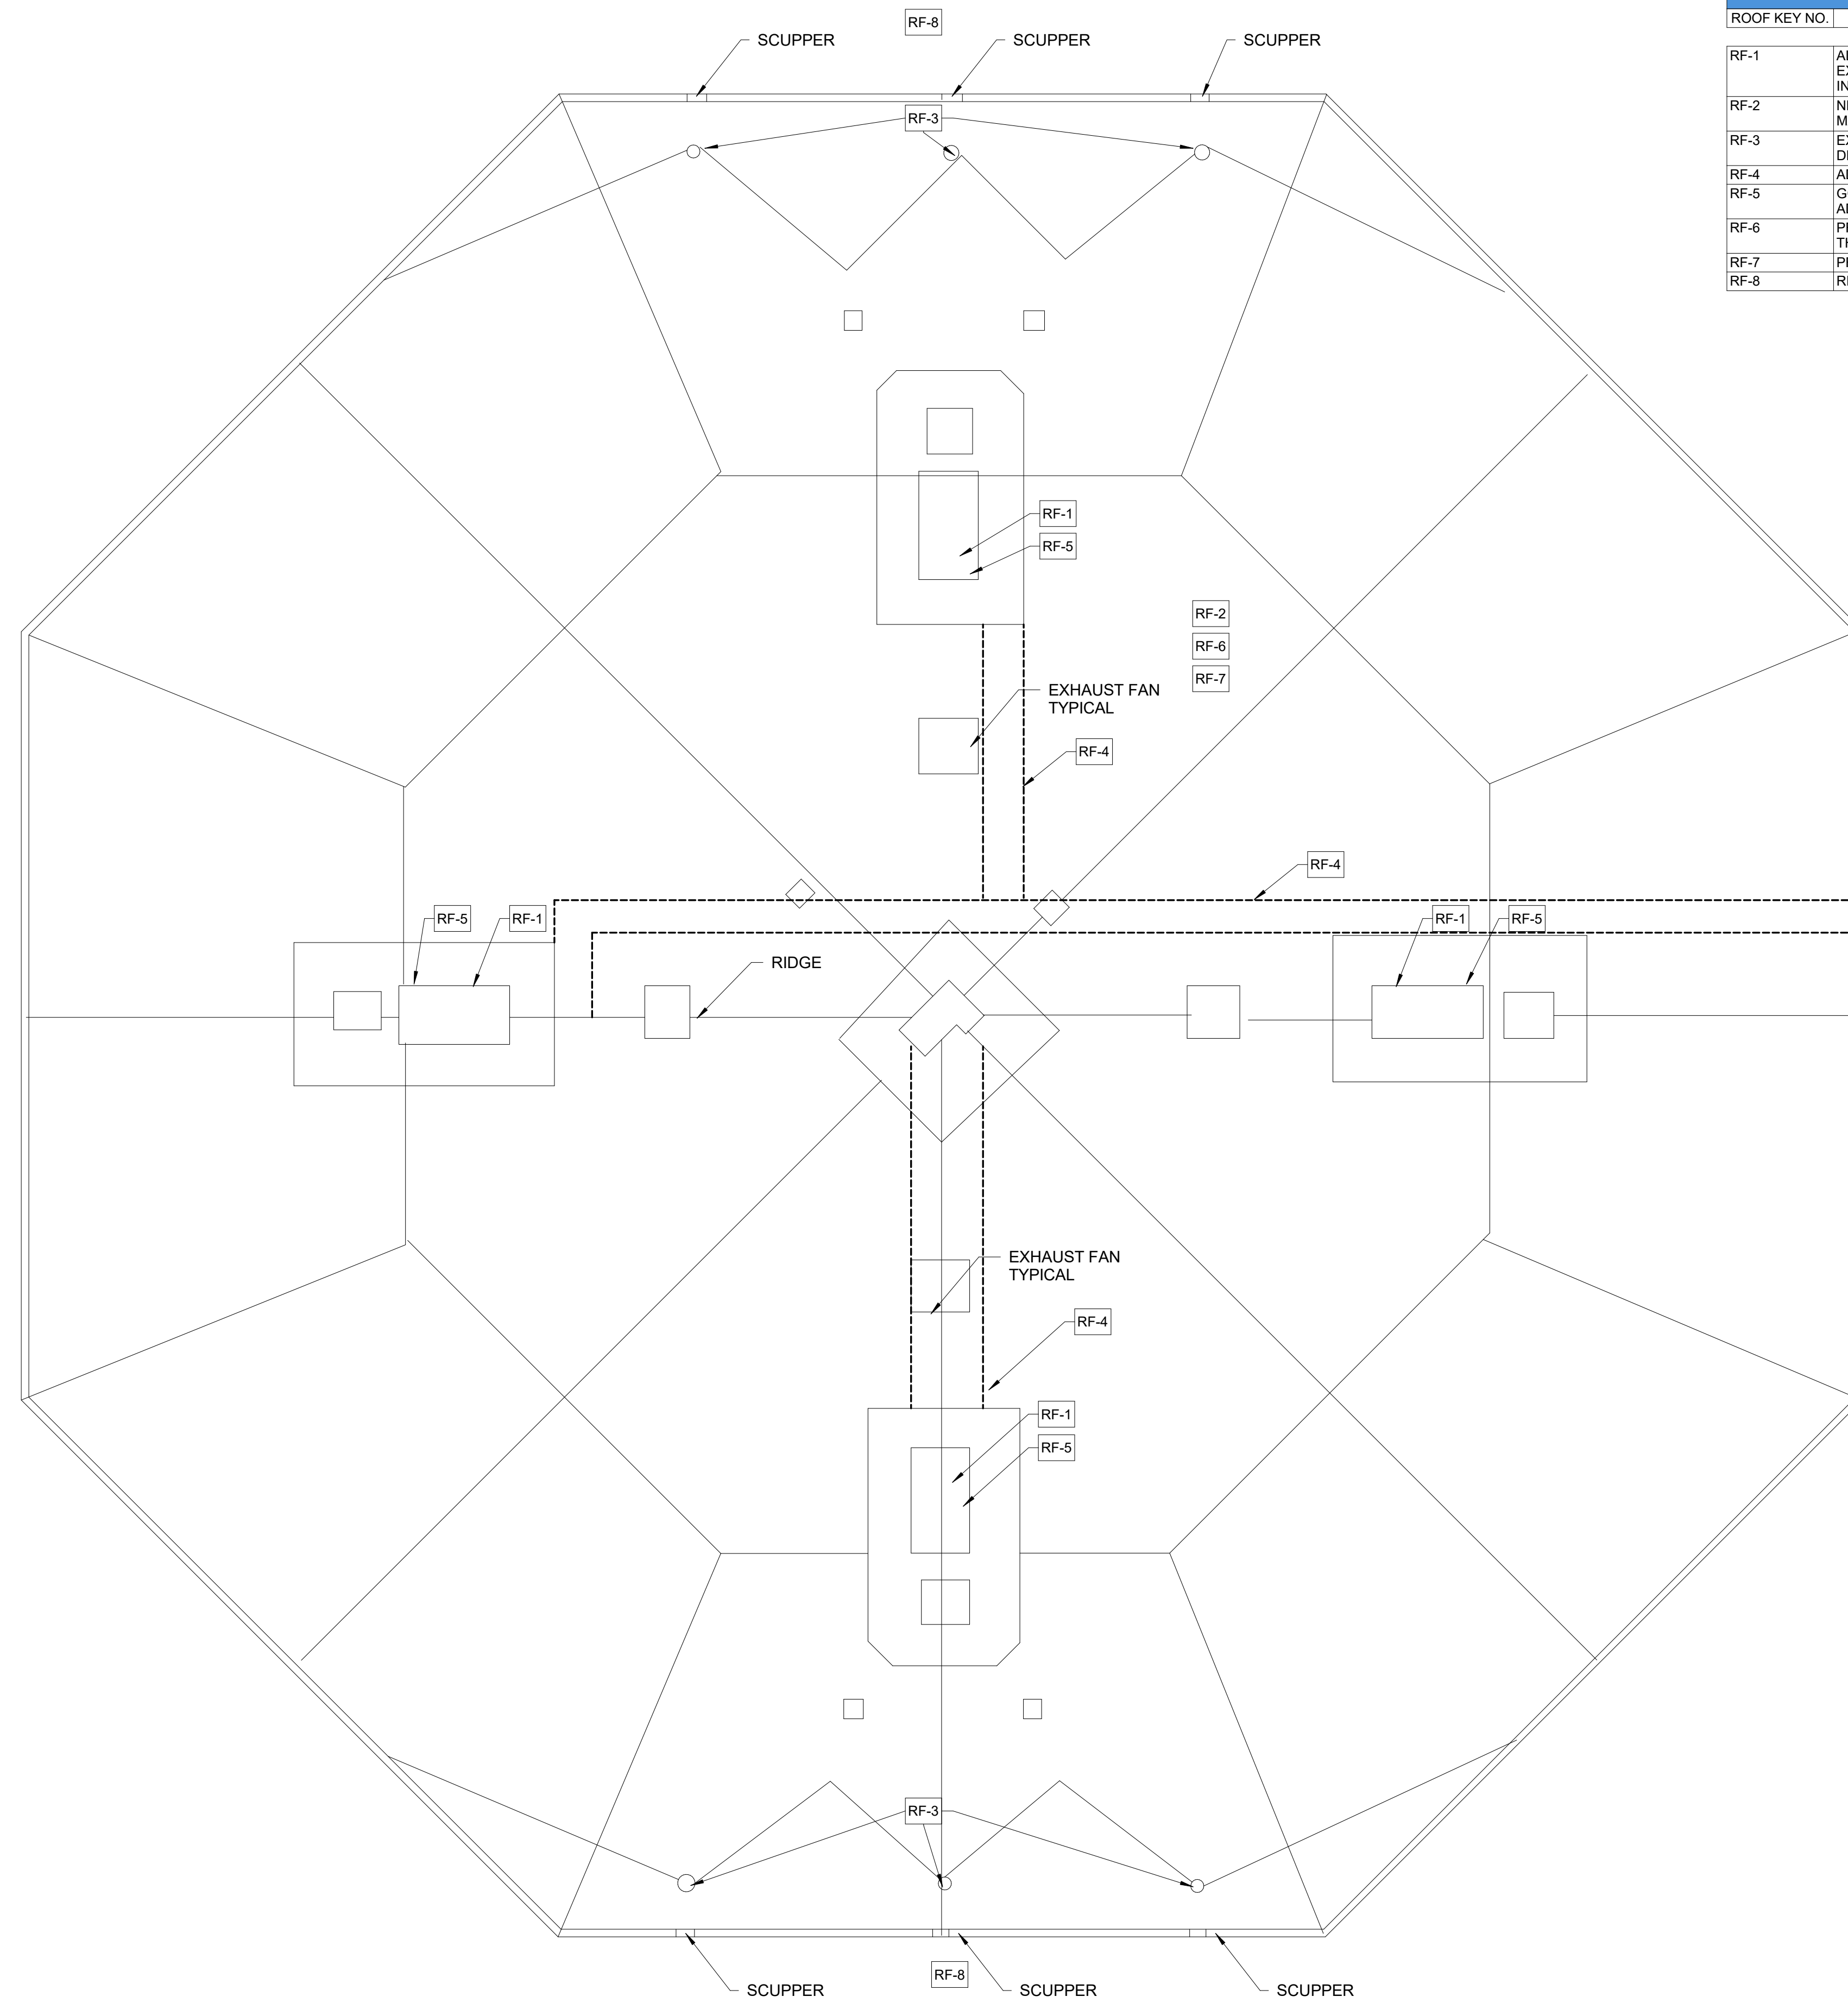 RF-8
SCUPPER
SCUPPER
SCUPPER
RF-3
ROOF KEY NO.
RF-1
RF-2
RF-3
RF-4
RF-5
RF-6
RF-7
RF-8
RF-1
RF-5
RF-2
RF-6
RF-7
EXHAUST FAN
TYPICAL
RF-4
RF-4
RF-5
RF-1
RF-1
RF-5
RIDGE
EXHAUST FAN
TYPICAL
RF-4
RF-1
RF-5
RF-3
RF-8
SCUPPER
SCUPPER
SCUPPER